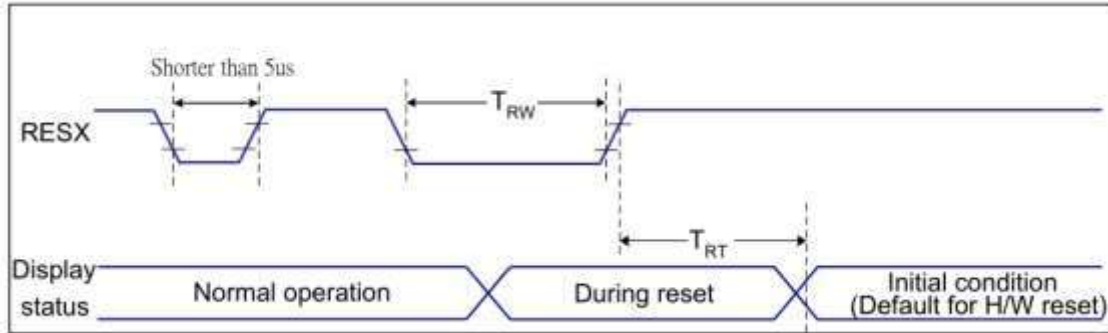 Shorter than 5us
RESX
TRW
TRT
Display
status
Normal operation
During reset
Initial condition
(Default for H/W reset)